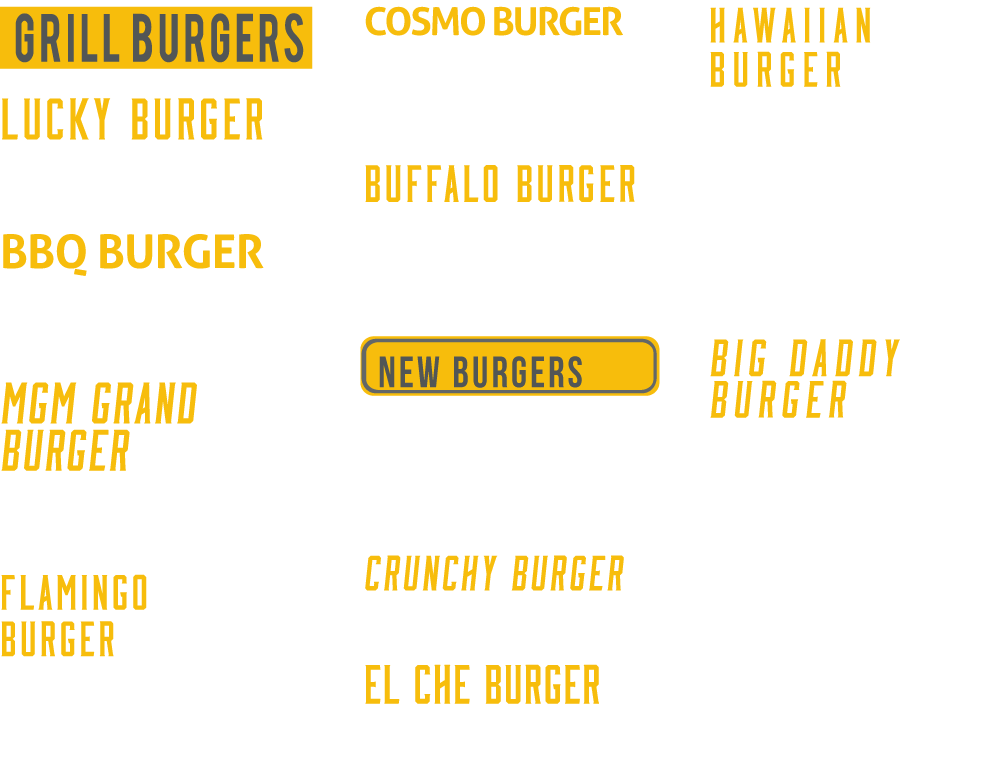 GRILL BURGERS
LUCKY BURGER
BBQ BURGER
MGM GRAND
BURGER
FLAMINGO
BURGER
COSMO BURGER
BUFFALO BURGER
NEW BURGERS
CRUNCHY BURGER
EL CHE BURGER
HAWAIIAN
BURGER
BIG DADDY
BURGER